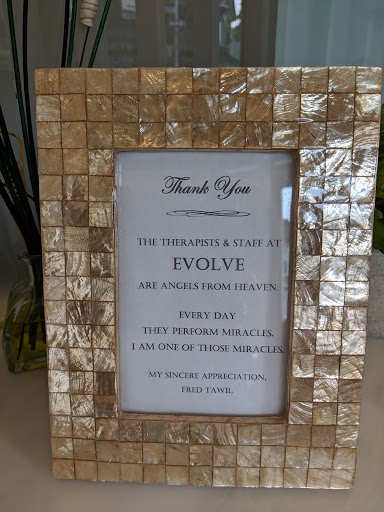 Thank You
THE THERAPISTS & STAFF AT
EVOLVE
ARE ANGELS FROM HEAVEN.
EVERY DAY
THEY PERFORM MIRACLES.
I AM ONE OF THOSE MIRACLES.
MY SINCERE APPRECIATION,
FRED TAWIL